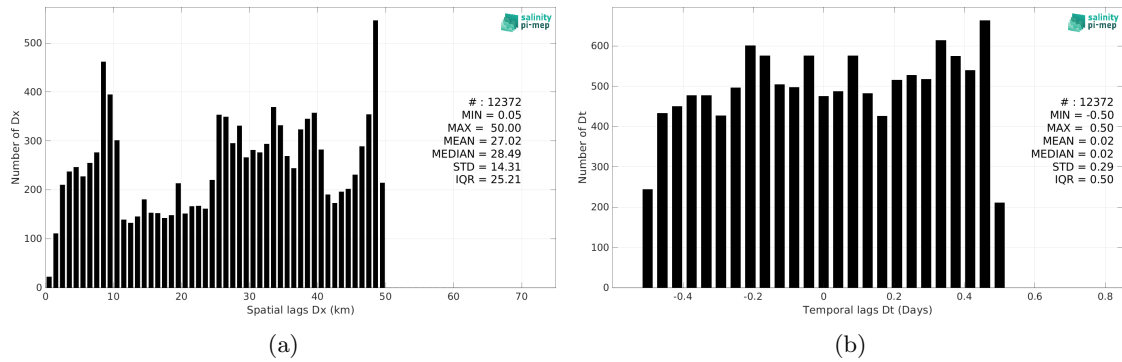 salinity
pi-mep
500
400
300
200
100
0
Number of Dx
# : 12372
MIN = 0.05
MAX = 50.00
MEAN = 27.02
MEDIAN = 28.49
STD = 14.31
IQR = 25.21
0 10 20 30 40 50 60 70
Spatial lags Dx (km)
(a)
salinity
pi-mep
600
500
400
300
200
100
0
Number of Dt
# : 12372
MIN = -0.50
MAX = 0.50
MEAN = 0.02
MEDIAN = 0.02
STD = 0.29
IQR = 0.50
-0.4 -0.2 0 0.2 0.4 0.6 0.8
Temporal lags Dt (Days)
(b)